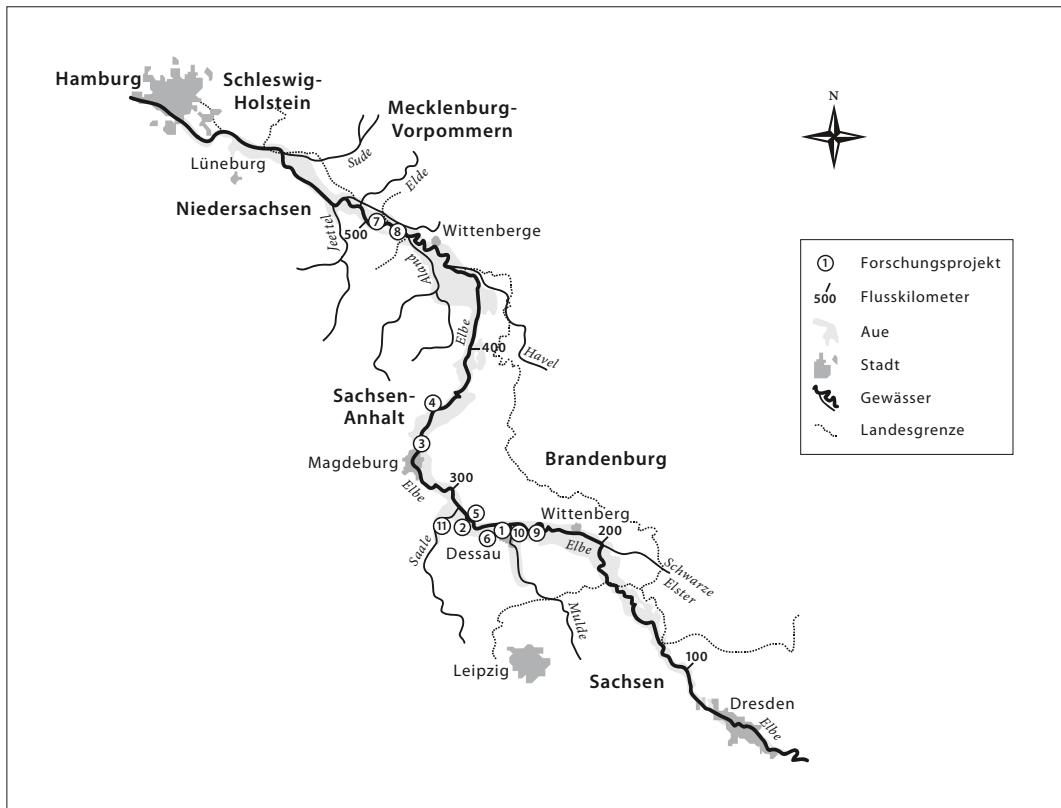 N
Hamburg
Schleswig-
Holstein
Mecklenburg-
Vorpommern
Lüneburg
Sude
Elde
Niedersachsen
Jeetzel
500
7
8
Wittenberge
Aland
Elbe
400
Havel
Sachsen-
Anhalt
4
3
Magdeburg
Elbe
300
Brandenburg
5
11
2
6
1
10
9
Wittenberg
200
Dessau
Elbe
Saale
Schwarze
Elster
Mulde
Leipzig
Sachsen
100
Dresden
Elbe
1 Forschungsprojekt
500 Flusskilometer
Aue
Stadt
Gewässer
Landesgrenze